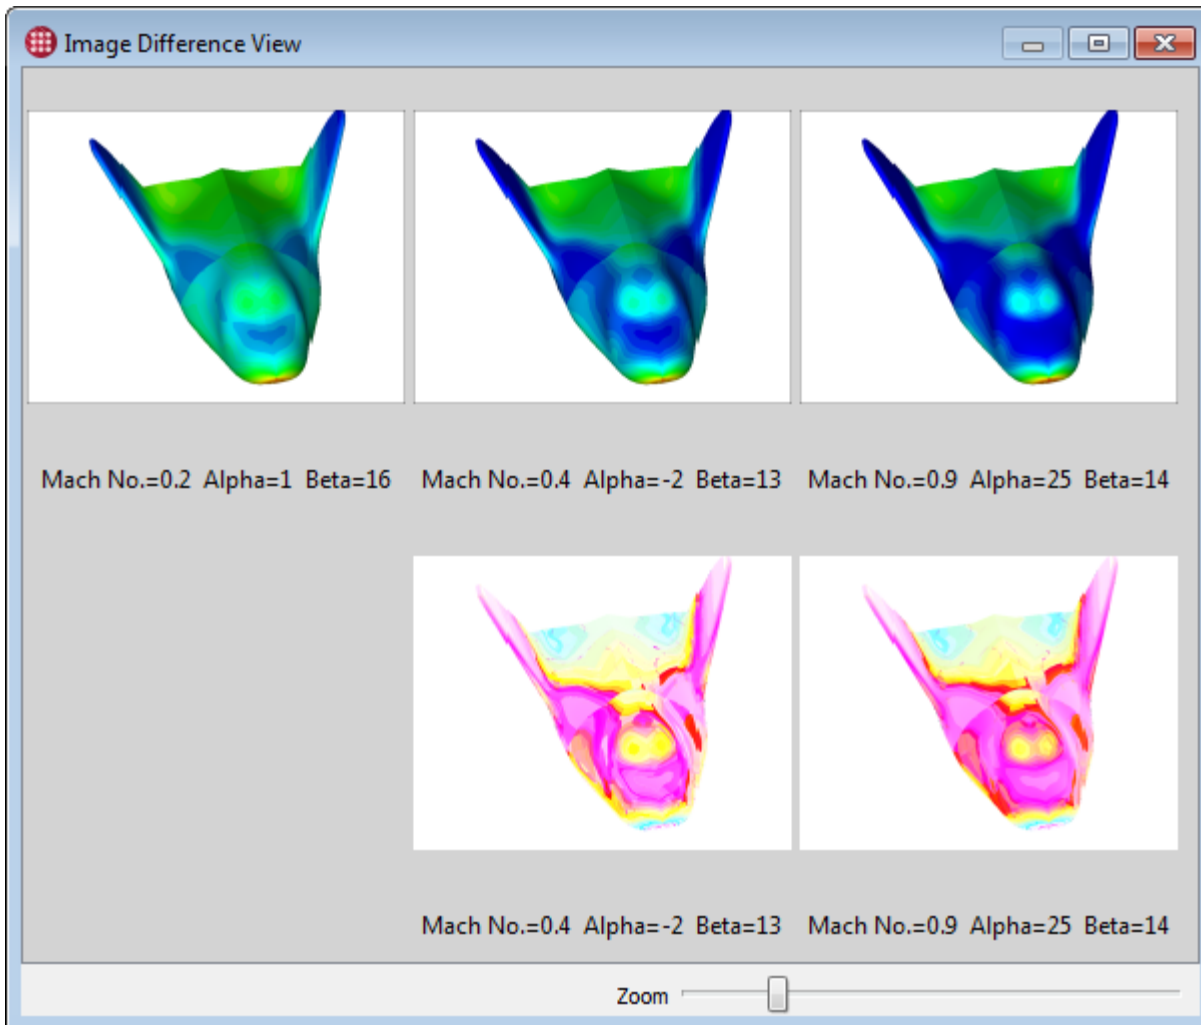 Image Difference View
Mach No.=0.2 Alpha=1 Beta=16 Mach No.=0.4 Alpha=-2 Beta=13 Mach No.=0.9 Alpha=25 Beta=14
Mach No.=0.4 Alpha=-2 Beta=13 Mach No.=0.9 Alpha=25 Beta=14
Zoom